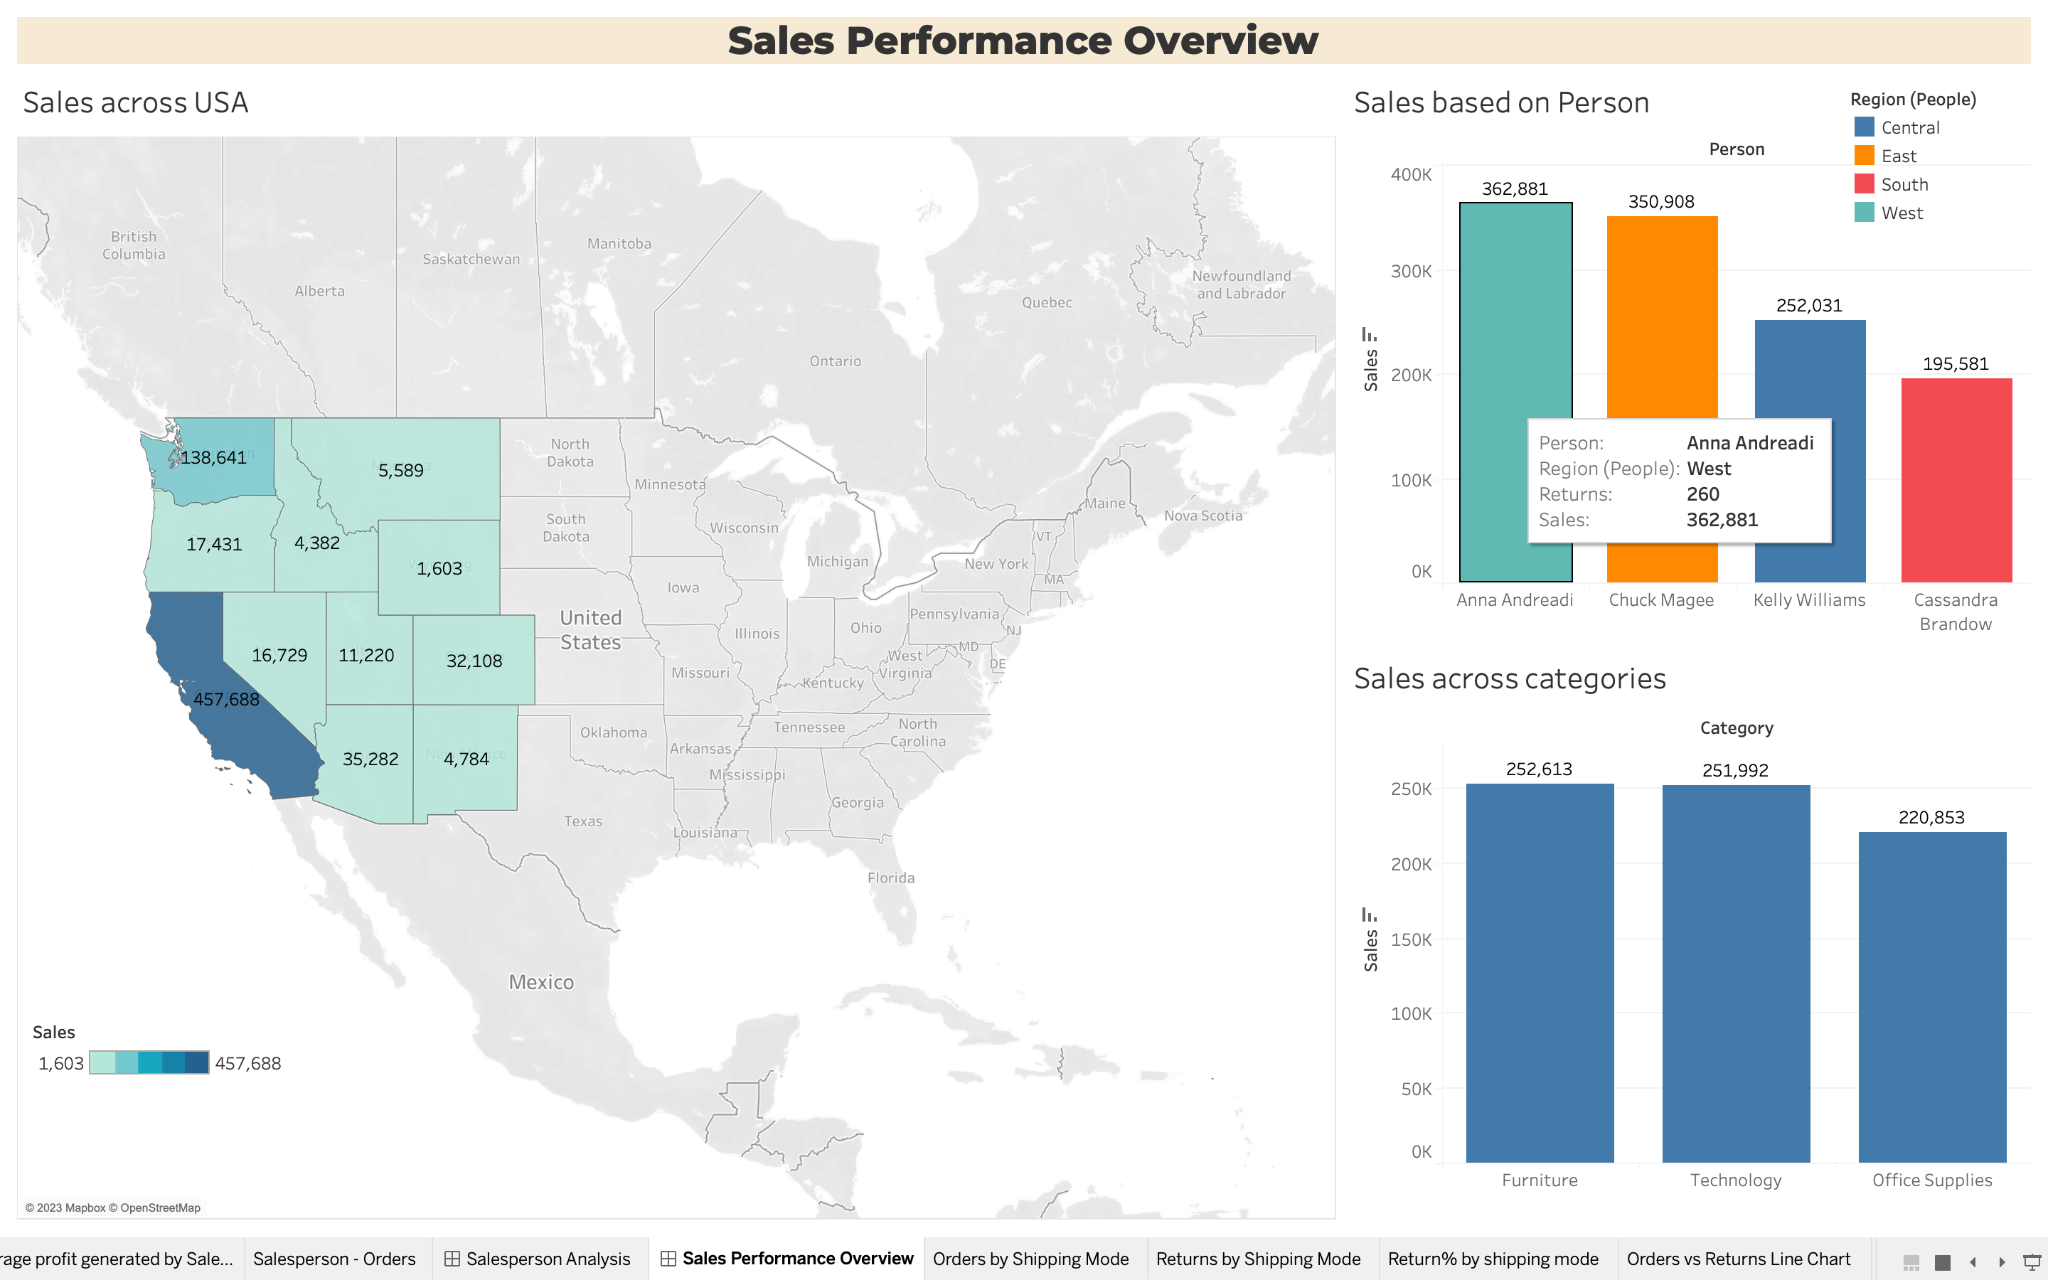 Sales Performance Overview
Sales across USA
British
Columbia
Alberta
Saskatchewan
Manitoba
Ontario
Quebec
Newfoundland
and Labrador
138,641
5,589
17,431
4,382
1,603
16,729
11,220
32,108
457,688
35,282
4,784
North
Dakota
South
Dakota
Minnesota
Wisconsin
Michigan
Iowa
United
States
Illinois
Ohio
Missouri
Kentucky
West
Virginia
Pennsylvania
New York
VT
MA
Maine
Nova Scotia
NJ
MD
DE
Oklahoma
Arkansas
Tennessee
North
Carolina
Mississippi
Georgia
Texas
Louisiana
Florida
Mexico
Sales
1,603
457,688
© 2023 Mapbox © OpenStreetMap
Sales based on Person
Region (People)
Central
East
South
West
Person
400K
300K
200K
100K
0K
Sales
362,881
350,908
252,031
195,581
Person: Anna Andreadi
Region (People): West
Returns: 260
Sales: 362,881
Anna Andreadi
Chuck Magee
Kelly Williams
Cassandra
Brandow
Sales across categories
Category
250K
200K
150K
100K
50K
0K
Sales
252,613
251,992
220,853
Furniture
Technology
Office Supplies
rage profit generated by Sale...
Salesperson - Orders
Salesperson Analysis
Sales Performance Overview
Orders by Shipping Mode
Returns by Shipping Mode
Return% by shipping mode
Orders vs Returns Line Chart